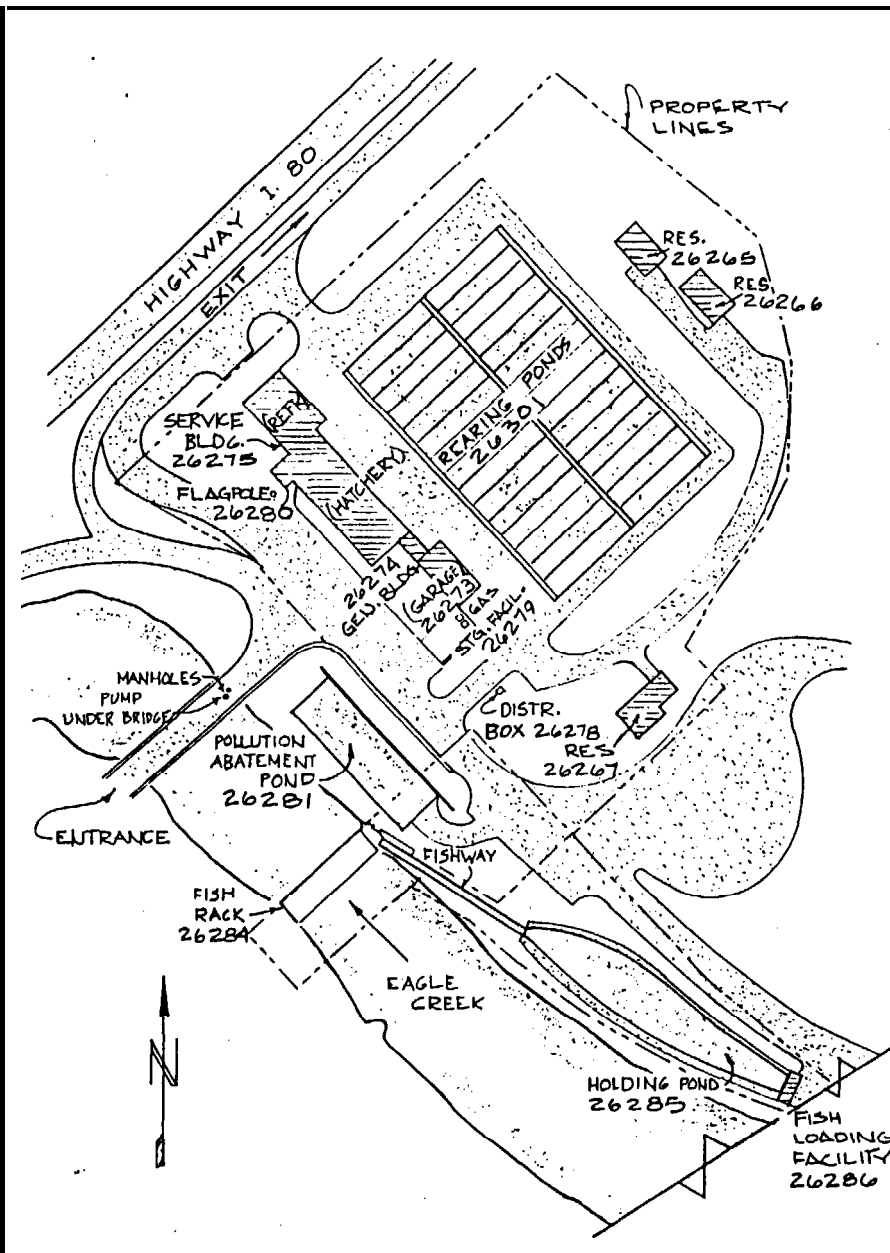 PROPERTY
LINES
HIGHWAY I. 80
EXIT
RES.
26265
RES.
26266
REARING PONDS
26301
SERVICE
BLDG.
26275
(REFR.)
FLAGPOLE
26280
(HATCHERY)
26274
GEN. BLDG.
(GARAGE)
26273
GAS
STG. FACIL.
26279
MANHOLES
PUMP
UNDER BRIDGE
DISTR.
BOX 26278
RES
26267
POLLUTION
ABATEMENT
POND
26281
ENTRANCE
FISHWAY
FISH
RACK
26284
EAGLE
CREEK
N
HOLDING POND
26285
FISH
LOADING
FACILITY
26286